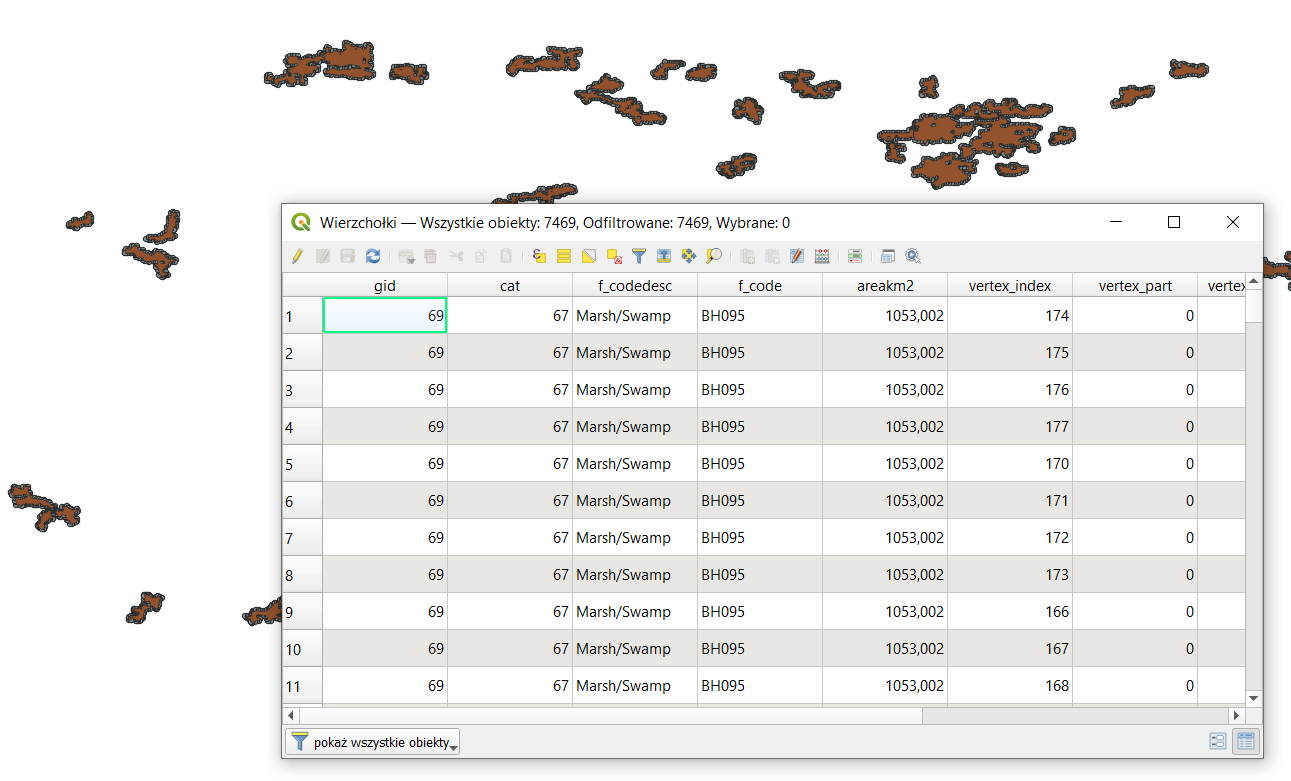 Wierzchołki — Wszystkie obiekty: 7469, Odfiltrowane: 7469, Wybrane: 0
gid cat f_codedesc f_code areakm2 vertex_index vertex_part vertex
1 69 67 Marsh/Swamp BH095 1053,002 174 0
2 69 67 Marsh/Swamp BH095 1053,002 175 0
3 69 67 Marsh/Swamp BH095 1053,002 176 0
4 69 67 Marsh/Swamp BH095 1053,002 177 0
5 69 67 Marsh/Swamp BH095 1053,002 170 0
6 69 67 Marsh/Swamp BH095 1053,002 171 0
7 69 67 Marsh/Swamp BH095 1053,002 172 0
8 69 67 Marsh/Swamp BH095 1053,002 173 0
9 69 67 Marsh/Swamp BH095 1053,002 166 0
10 69 67 Marsh/Swamp BH095 1053,002 167 0
11 69 67 Marsh/Swamp BH095 1053,002 168 0
pokaż wszystkie obiekty